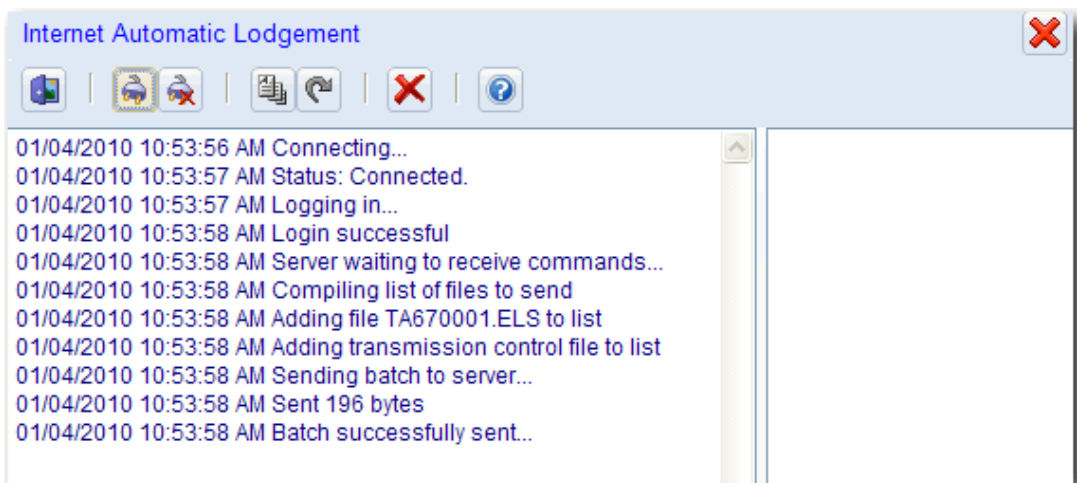 Internet Automatic Lodgement
01/04/2010 10:53:56 AM Connecting...
01/04/2010 10:53:57 AM Status: Connected.
01/04/2010 10:53:57 AM Logging in...
01/04/2010 10:53:58 AM Login successful
01/04/2010 10:53:58 AM Server waiting to receive commands...
01/04/2010 10:53:58 AM Compiling list of files to send
01/04/2010 10:53:58 AM Adding file TA670001.ELS to list
01/04/2010 10:53:58 AM Adding transmission control file to list
01/04/2010 10:53:58 AM Sending batch to server...
01/04/2010 10:53:58 AM Sent 196 bytes
01/04/2010 10:53:58 AM Batch successfully sent...